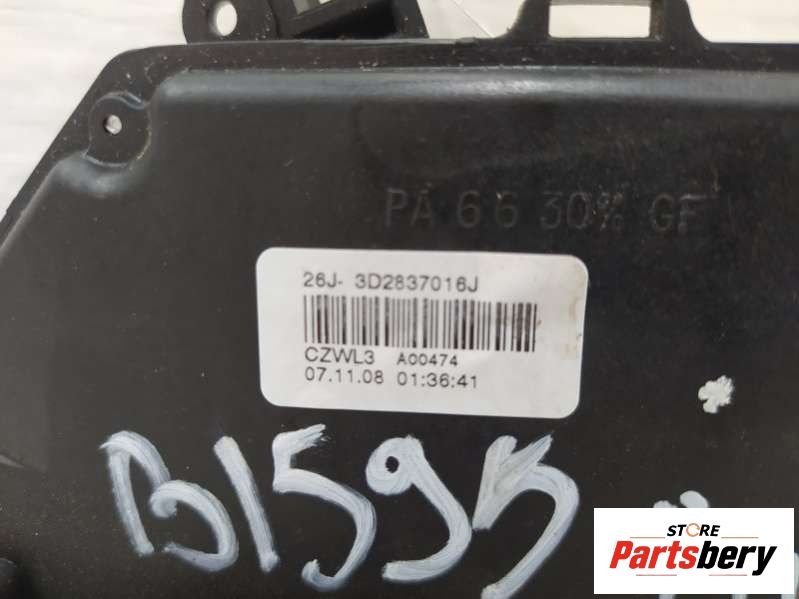 PA 66 30% GF
26J- 3D2837016J
CZWL3 A00474
07.11.08 01:36:41
B1595
STORE
Partsbery